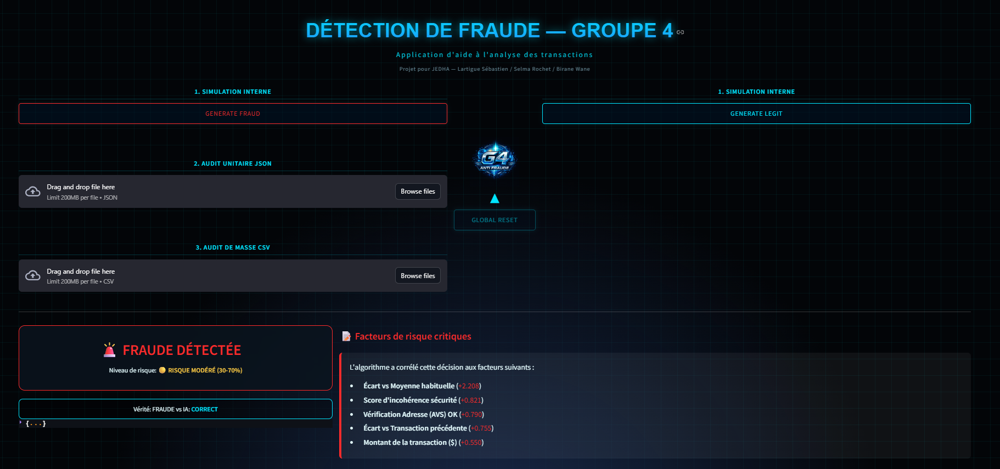 DÉTECTION DE FRAUDE — GROUPE 4
Application d'aide à l'analyse des transactions
Projet pour JEDHA — Lartigue Sébastien / Selma Rochet / Birane Wane
1. SIMULATION INTERNE
GENERATE FRAUD
1. SIMULATION INTERNE
GENERATE LEGIT
2. AUDIT UNITAIRE JSON
Drag and drop file here
Limit 200MB per file • JSON
Browse files
G4
ANTI FRAUDE
GLOBAL RESET
3. AUDIT DE MASSE CSV
Drag and drop file here
Limit 200MB per file • CSV
Browse files
FRAUDE DÉTECTÉE
Niveau de risque: RISQUE MODÉRÉ (30-70%)
Vérité: FRAUDE vs IA: CORRECT
{...}
Facteurs de risque critiques
L'algorithme a corrélé cette décision aux facteurs suivants :
• Écart vs Moyenne habituelle (+2.208)
• Score d'incohérence sécurité (+0.821)
• Vérification Adresse (AVS) OK (+0.790)
• Écart vs Transaction précédente (+0.755)
• Montant de la transaction ($) (+0.550)